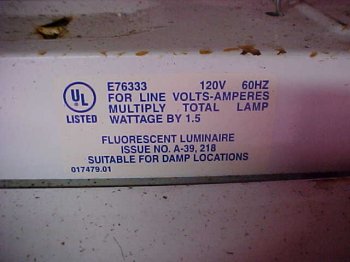 UL E76333 120V 60HZ
FOR LINE VOLTS-AMPERES
MULTIPLY TOTAL LAMP
LISTED WATTAGE BY 1.5
FLUORESCENT LUMINAIRE
ISSUE NO. A-39, 218
SUITABLE FOR DAMP LOCATIONS
017479.01